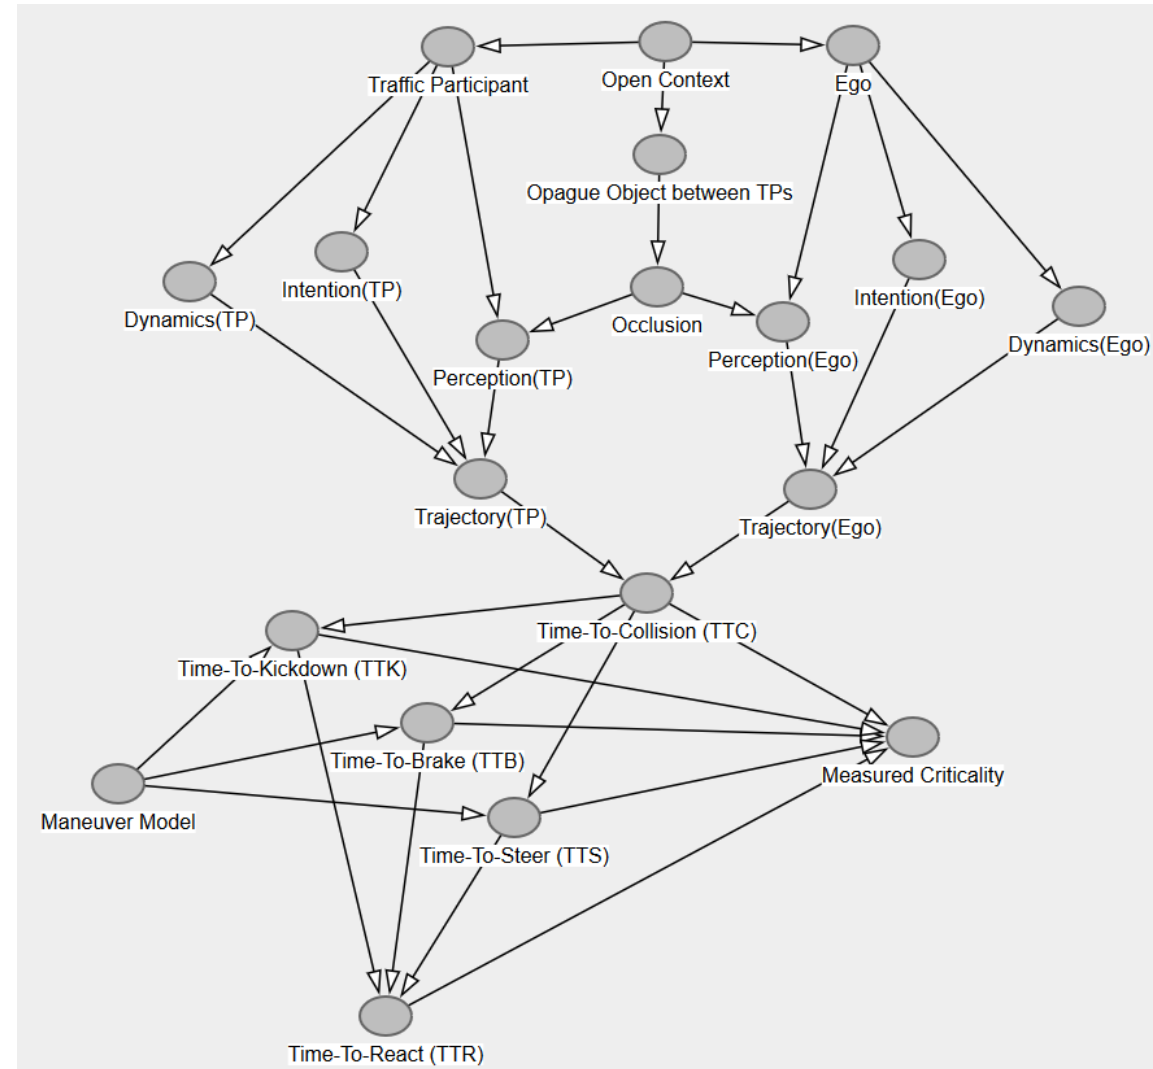 Traffic Participant
Open Context
Ego
Opague Object between TPs
Intention(TP)
Intention(Ego)
Dynamics(TP)
Occlusion
Dynamics(Ego)
Perception(TP)
Perception(Ego)
Trajectory(TP)
Trajectory(Ego)
Time-To-Collision (TTC)
Time-To-Kickdown (TTK)
Time-To-Brake (TTB)
Measured Criticality
Maneuver Model
Time-To-Steer (TTS)
Time-To-React (TTR)